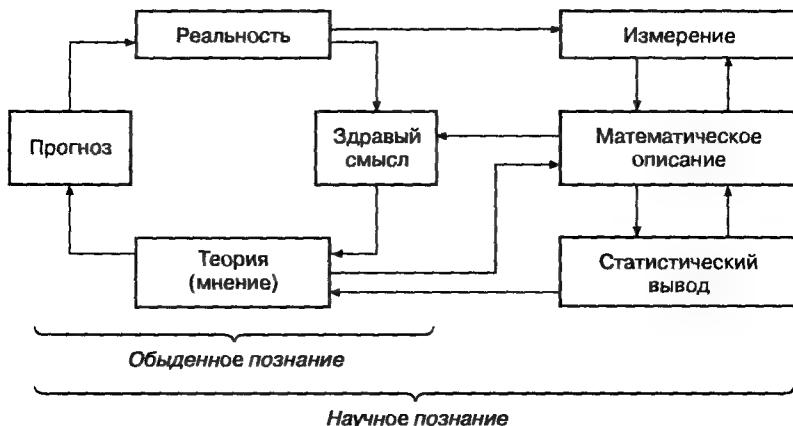 Реальность
Измерение
Прогноз
Здравый
смысл
Математическое
описание
Теория
(мнение)
Статистический
вывод
Обыденное познание
Научное познание